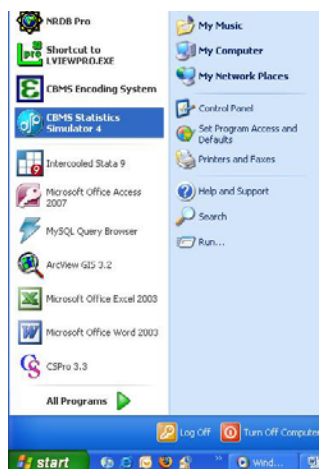 NRDB Pro
Shortcut to
LVIEWPRO.EXE
CBMS Encoding System
CBMS Statistics
Simulator 4
Intercooled Stata 9
Microsoft Office Access
2007
MySQL Query Browser
ArcView GIS 3.2
Microsoft Office Excel 2003
Microsoft Office Word 2003
CSPro 3.3
All Programs
My Music
My Computer
My Network Places
Control Panel
Set Program Access and
Defaults
Printers and Faxes
Help and Support
Search
Run...
Log Off
Turn Off Computer
start
Wind...